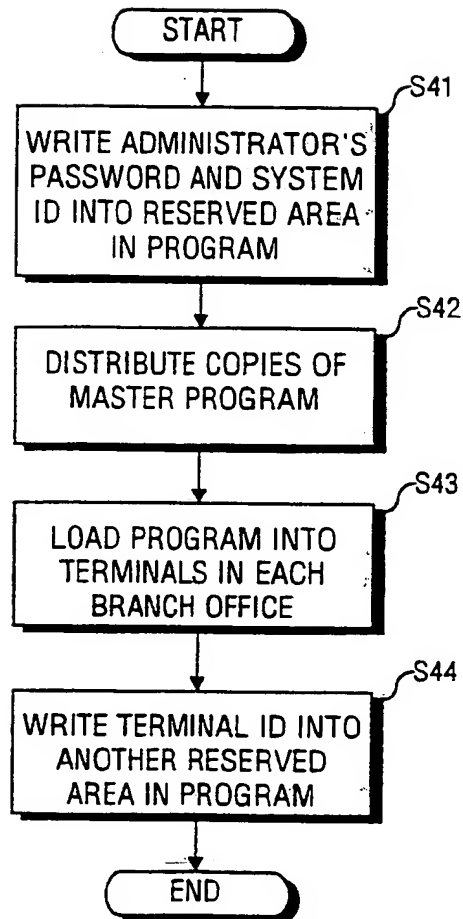 START
S41
WRITE ADMINISTRATOR'S
PASSWORD AND SYSTEM
ID INTO RESERVED AREA
IN PROGRAM
S42
DISTRIBUTE COPIES OF
MASTER PROGRAM
S43
LOAD PROGRAM INTO
TERMINALS IN EACH
BRANCH OFFICE
S44
WRITE TERMINAL ID INTO
ANOTHER RESERVED
AREA IN PROGRAM
END